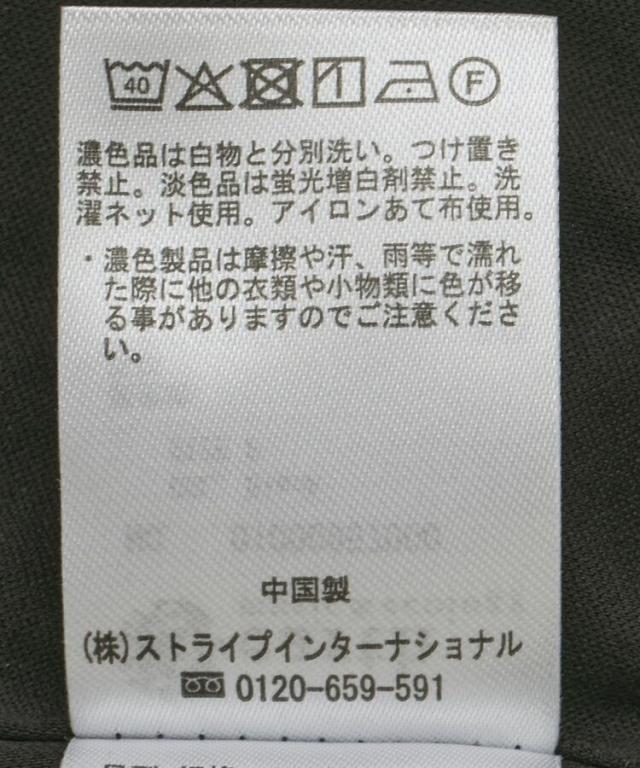 40 F
濃色品は白物と分別洗い。つけ置き
禁止。淡色品は蛍光増白剤禁止。洗
濯ネット使用。アイロンあて布使用。
・濃色製品は摩擦や汗、雨等で濡れ
た際に他の衣類や小物類に色が移
る事がありますのでご注意くださ
い。
中国製
(株)ストライプインターナショナル
0120-659-591